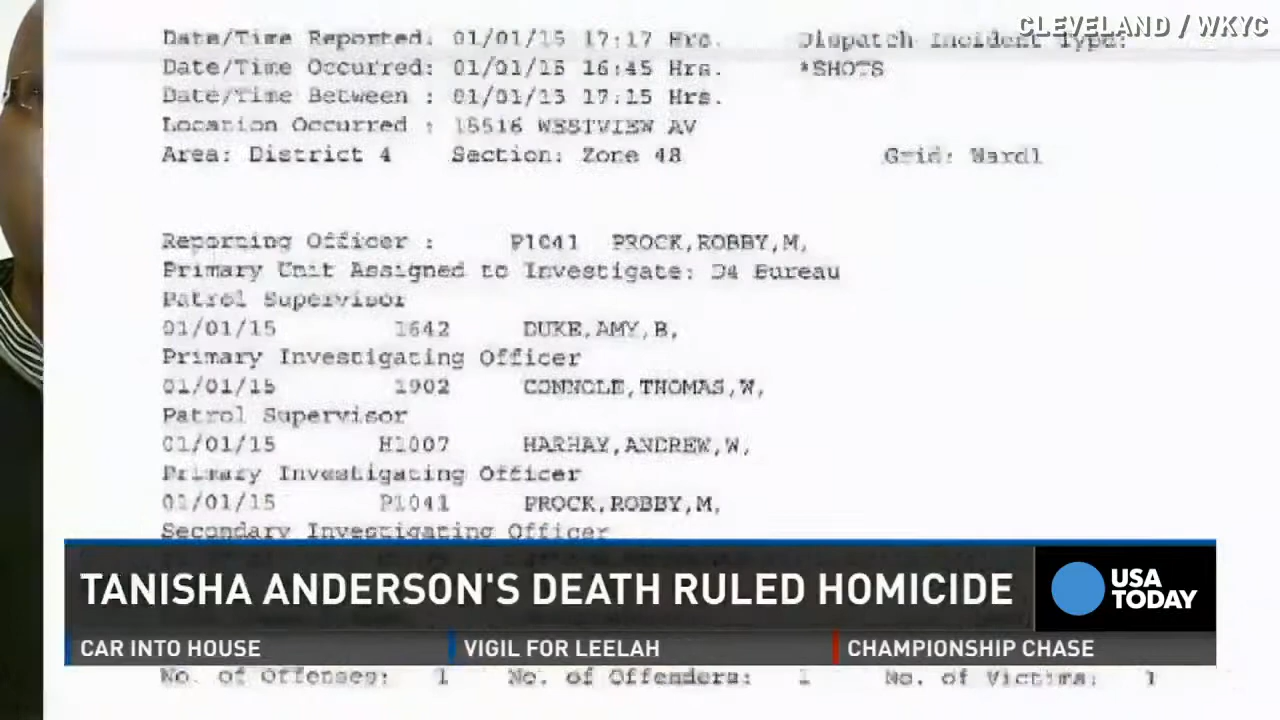 CLEVELAND / WKYC
Date/Time Reported: 01/01/15 17:17 Hrs. Dispatch Incident Type:
Date/Time Occurred: 01/01/15 16:45 Hrs. *SHOTS
Date/Time Between : 01/01/15 17:15 Hrs.
Location Occurred : 15516 WESTVIEW AV
Area: District 4 Section: Zone 48 Grid: Ward1
Reporting Officer : P1041 PROCK,ROBBY,M,
Primary Unit Assigned to Investigate: D4 Bureau
Patrol Supervisor
01/01/15 1642 DUKE,AMY,B,
Primary Investigating Officer
01/01/15 1902 CONNOLE,THOMAS,W,
Patrol Supervisor
01/01/15 H1007 HARHAY,ANDREW,W,
Primary Investigating Officer
01/01/15 P1041 PROCK,ROBBY,M,
Secondary Investigating Officer
TANISHA ANDERSON'S DEATH RULED HOMICIDE
USA TODAY
CAR INTO HOUSE VIGIL FOR LEELAH CHAMPIONSHIP CHASE
No. of Offenses: 1 No. of Offenders: 1 No. of Victims: 1